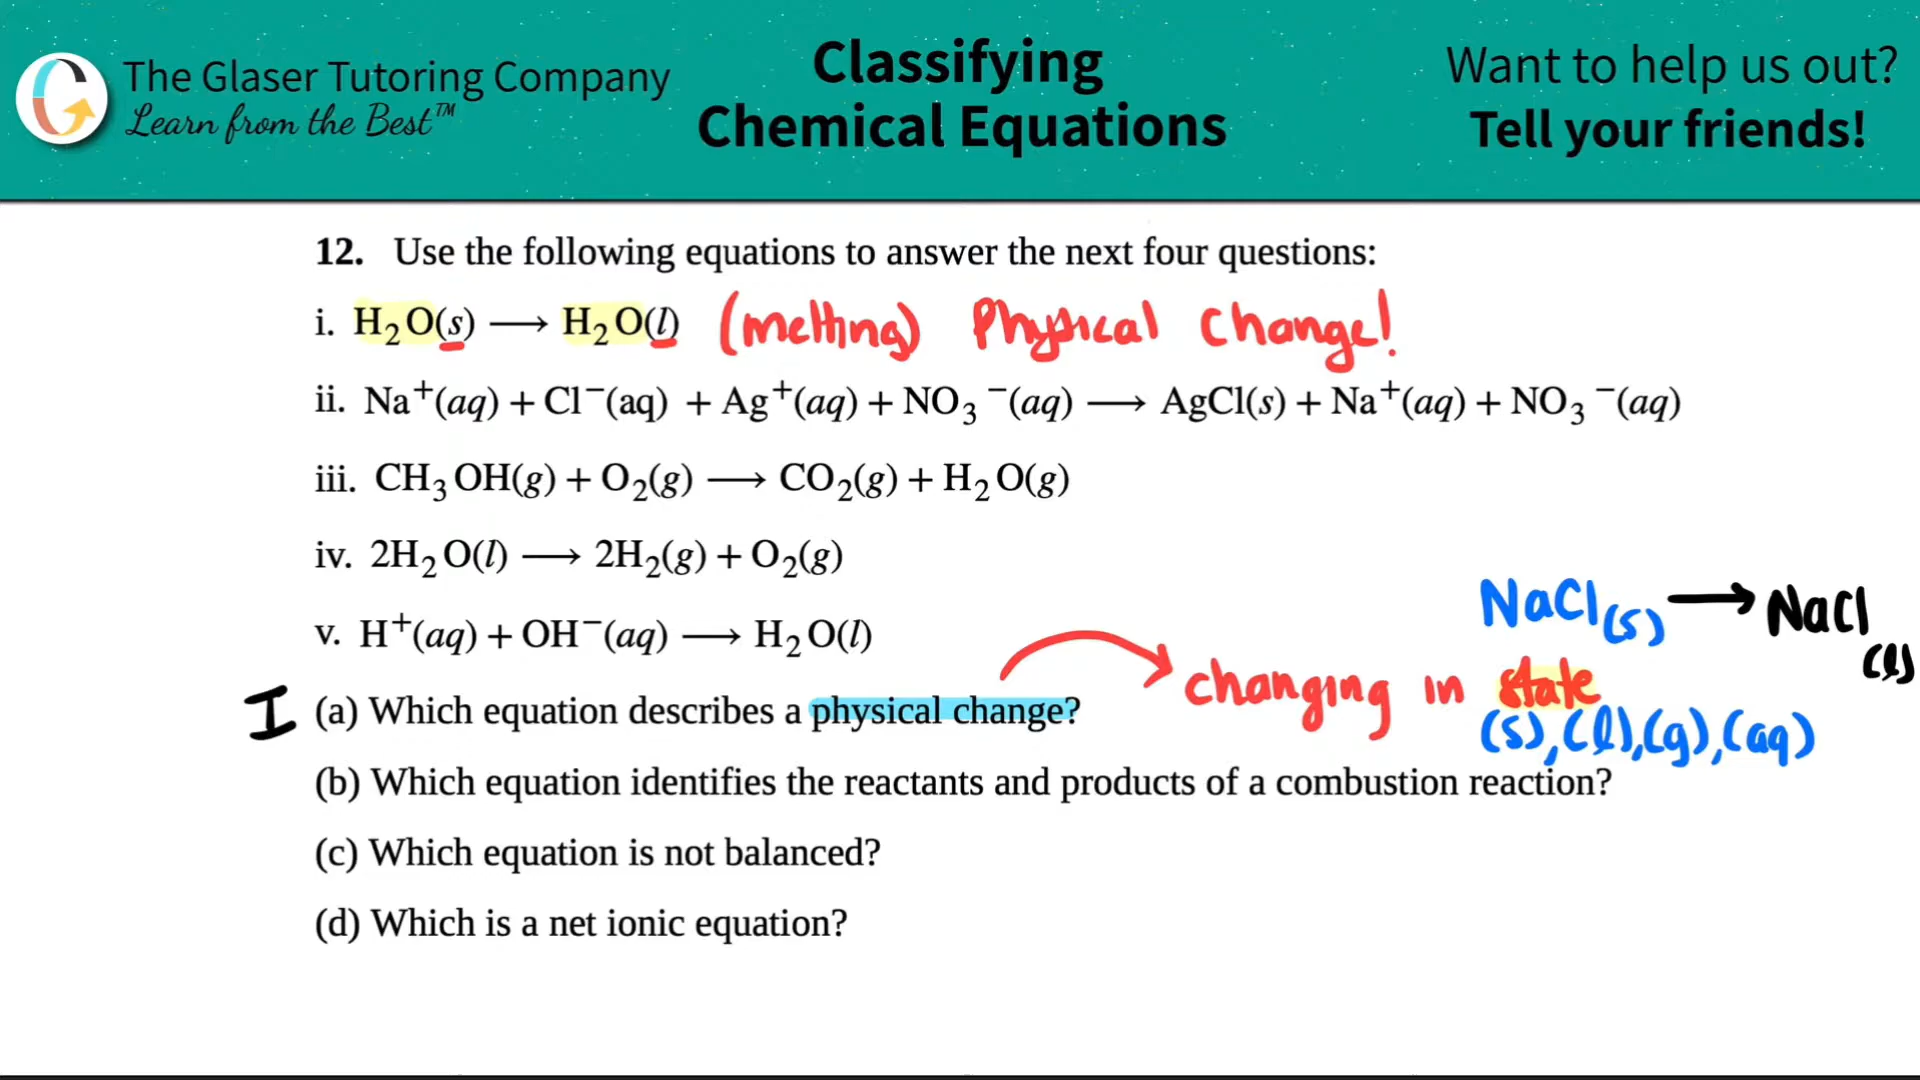 The Glaser Tutoring Company
Learn from the Best™
Classifying
Chemical Equations
Want to help us out?
Tell your friends!
12. Use the following equations to answer the next four questions:
i. H₂O(s) ⟶ H₂O(l) (melting) Physical Change!
ii. Na⁺(aq) + Cl⁻(aq) + Ag⁺(aq) + NO₃⁻(aq) ⟶ AgCl(s) + Na⁺(aq) + NO₃⁻(aq)
iii. CH₃OH(g) + O₂(g) ⟶ CO₂(g) + H₂O(g)
iv. 2H₂O(l) ⟶ 2H₂(g) + O₂(g)
NaCl(s) ⟶ NaCl(l)
v. H⁺(aq) + OH⁻(aq) ⟶ H₂O(l)
I (a) Which equation describes a physical change? → changing in state
(s), (l), (g), (aq)
(b) Which equation identifies the reactants and products of a combustion reaction?
(c) Which equation is not balanced?
(d) Which is a net ionic equation?